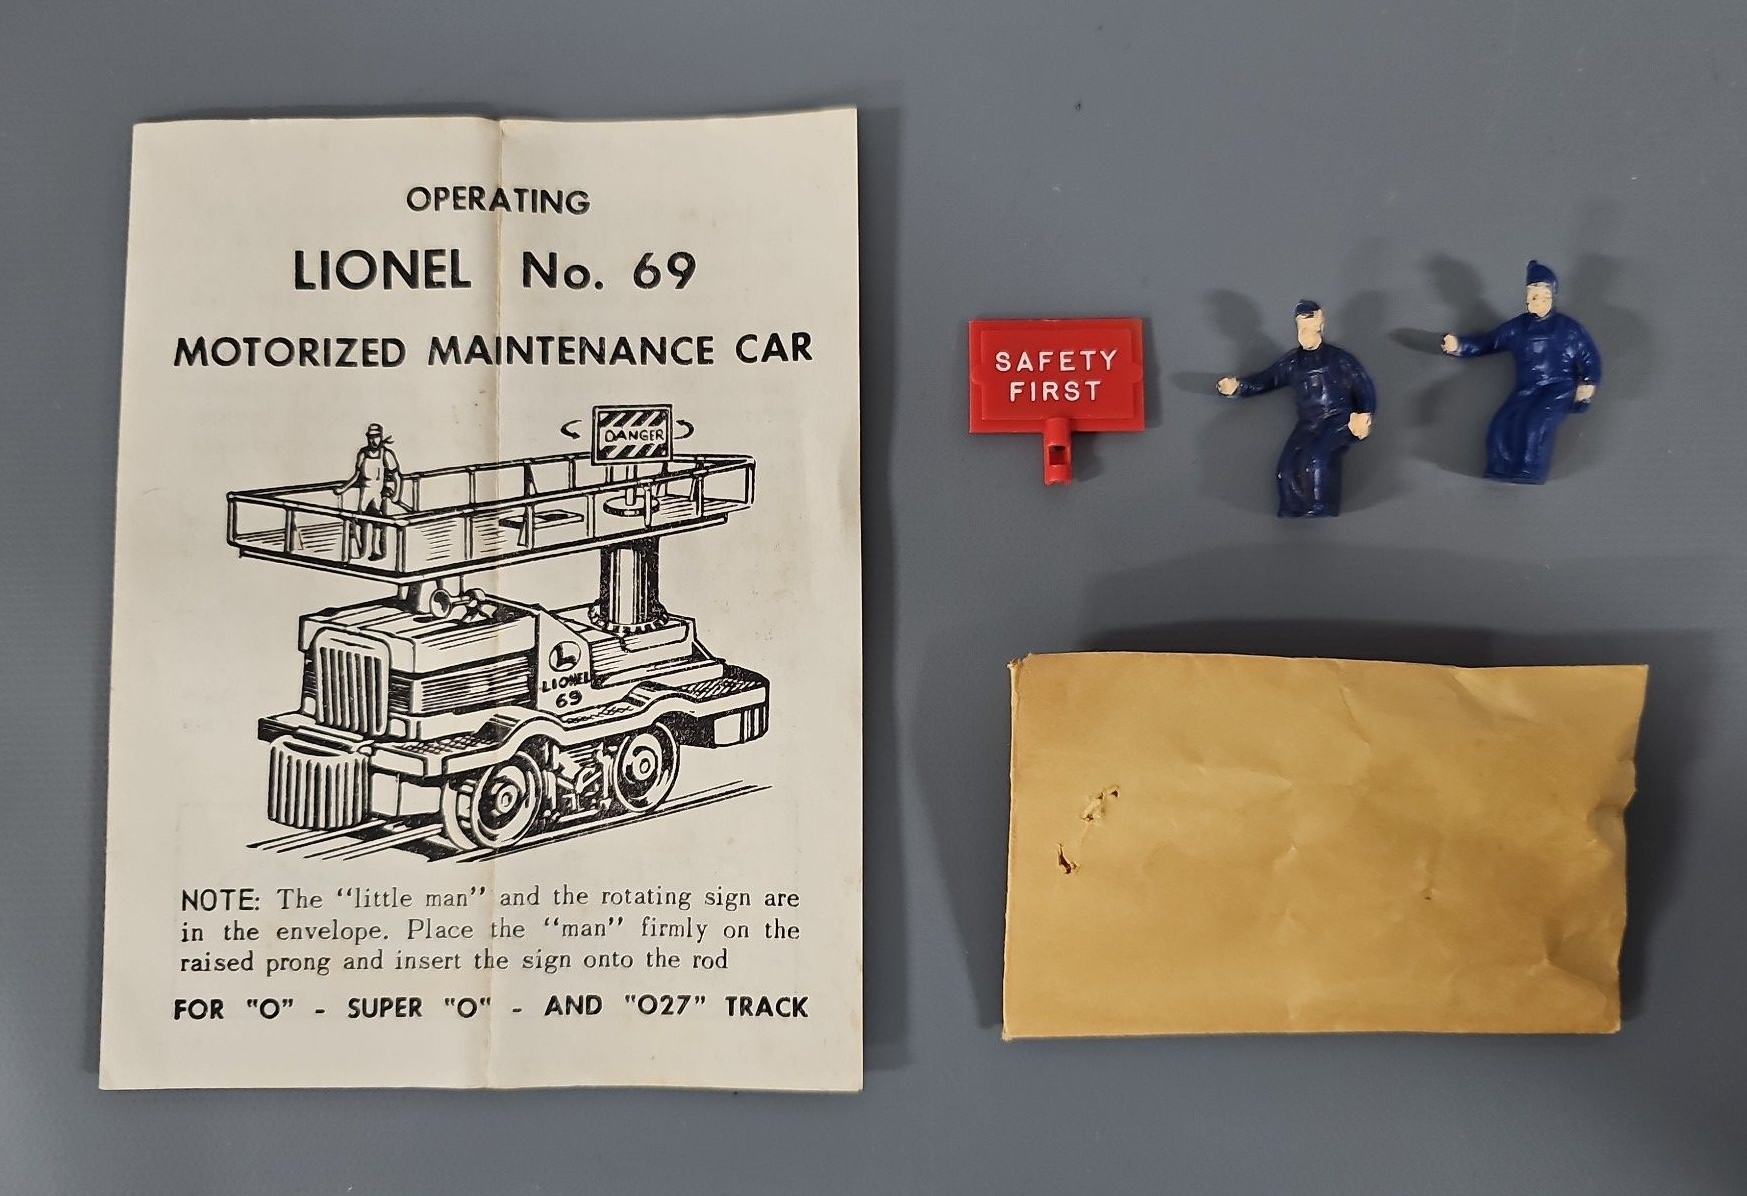 OPERATING
LIONEL No. 69
MOTORIZED MAINTENANCE CAR
DANGER
L
LIONEL
69
NOTE: The "little man" and the rotating sign are
in the envelope. Place the "man" firmly on the
raised prong and insert the sign onto the rod
FOR "O" - SUPER "O" - AND "O27" TRACK
SAFETY
FIRST